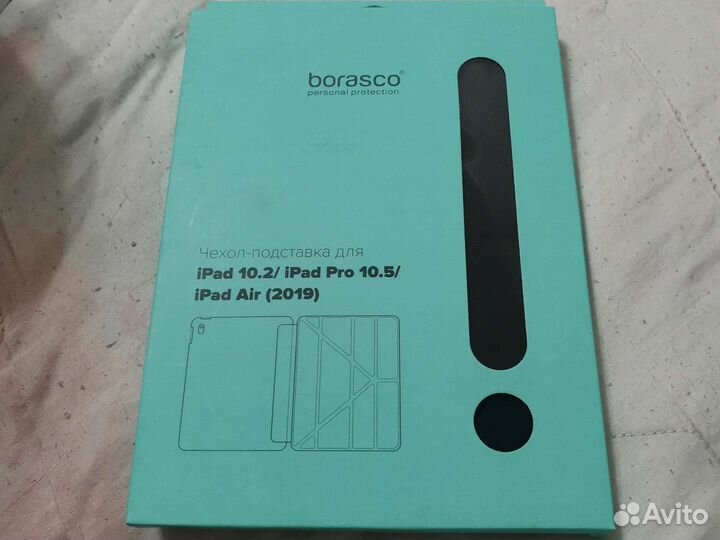 borasco®
personal protection
Чехол-подставка для
iPad 10.2/ iPad Pro 10.5/
iPad Air (2019)
Avito